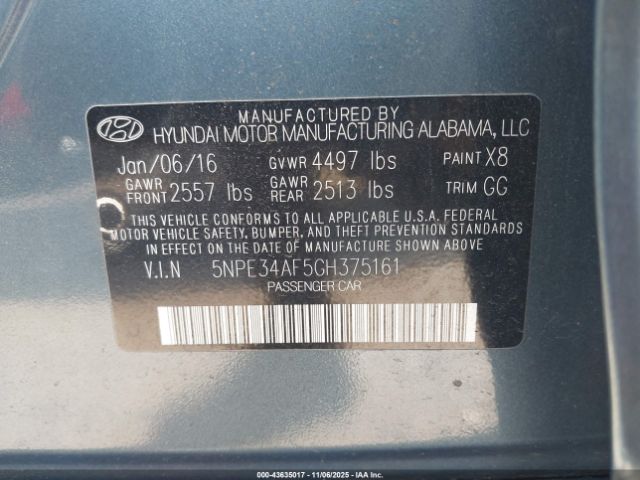 MANUFACTURED BY
HYUNDAI MOTOR MANUFACTURING ALABAMA, LLC
Jan/06/16 GVWR 4497 lbs PAINT X8
GAWR FRONT 2557 lbs GAWR REAR 2513 lbs TRIM GG
THIS VEHICLE CONFORMS TO ALL APPLICABLE U.S.A. FEDERAL
MOTOR VEHICLE SAFETY, BUMPER, AND THEFT PREVENTION STANDARDS
IN EFFECT ON THE DATE OF MANUFACTURE SHOWN ABOVE
V.I.N 5NPE34AF5GH375161
PASSENGER CAR
000-43635017 - 11/06/2025 - IAA Inc.